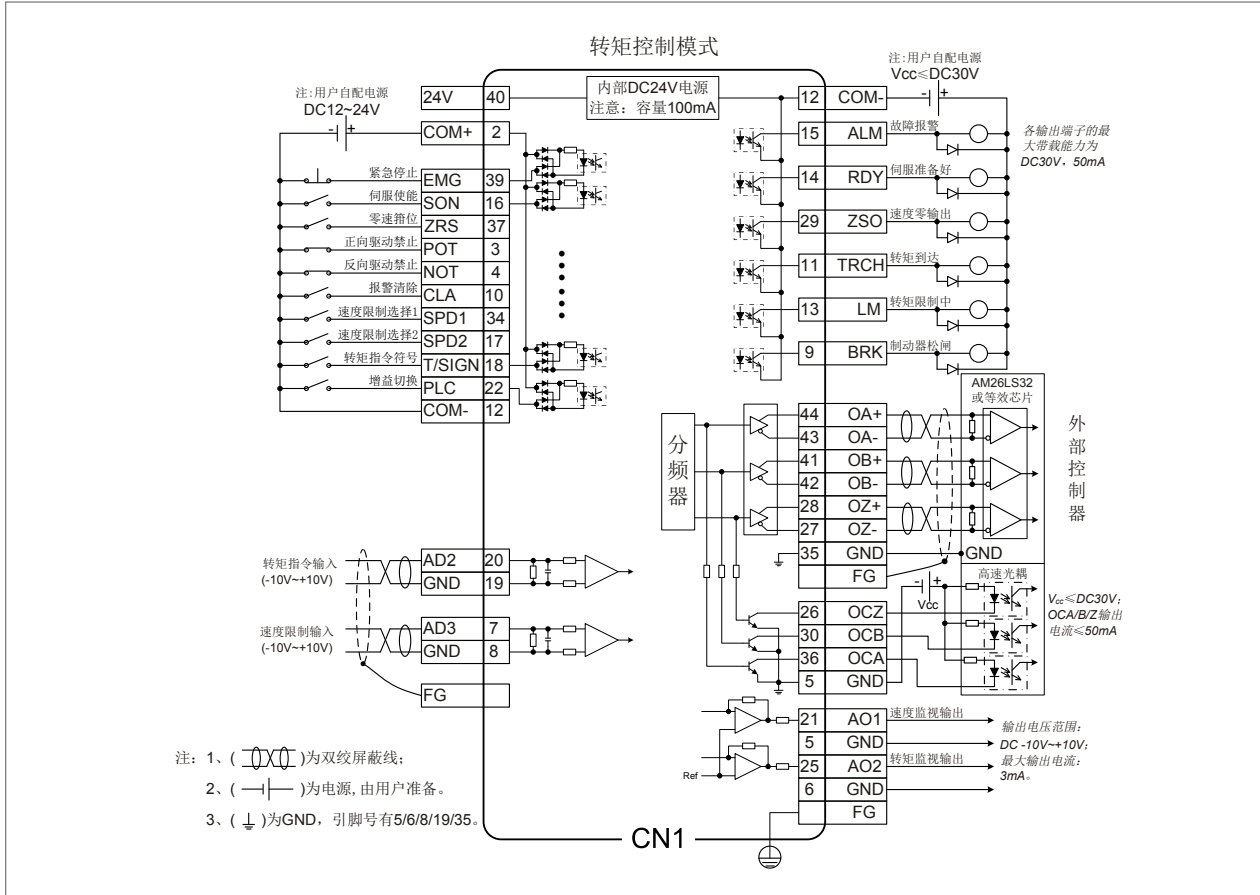 转矩控制模式
注:用户自配电源
DC12~24V
- +
24V 40
COM+ 2
紧急停止 EMG 39
伺服使能 SON 16
零速箝位 ZRS 37
正向驱动禁止 POT 3
反向驱动禁止 NOT 4
报警清除 CLA 10
速度限制选择1 SPD1 34
速度限制选择2 SPD2 17
转矩指令符号 T/SIGN 18
增益切换 PLC 22
COM- 12
转矩指令输入
(-10V~+10V)
AD2 20
GND 19
速度限制输入
(-10V~+10V)
AD3 7
GND 8
FG
内部DC24V电源
注意：容量100mA
注:用户自配电源
Vcc≤DC30V
12 COM- - +
15 ALM 故障报警
14 RDY 伺服准备好
29 ZSO 速度零输出
11 TRCH 转矩到达
13 LM 转矩限制中
9 BRK 制动器松闸
各输出端子的最
大带载能力为
DC30V，50mA
AM26LS32
或等效芯片
分频器
44 OA+
43 OA-
41 OB+
42 OB-
28 OZ+
27 OZ-
35 GND GND
FG
外部控制器
高速光耦
- +
Vcc
26 OCZ
30 OCB
36 OCA
5 GND
Vcc≤DC30V；
OCA/B/Z输出
电流≤50mA
21 AO1 速度监视输出
5 GND
25 AO2 转矩监视输出
6 GND
FG
Ref
输出电压范围：
DC -10V~+10V；
最大输出电流：
3mA。
CN1
注：1、( )为双绞屏蔽线；
2、( )为电源,由用户准备。
3、( )为GND，引脚号有5/6/8/19/35。